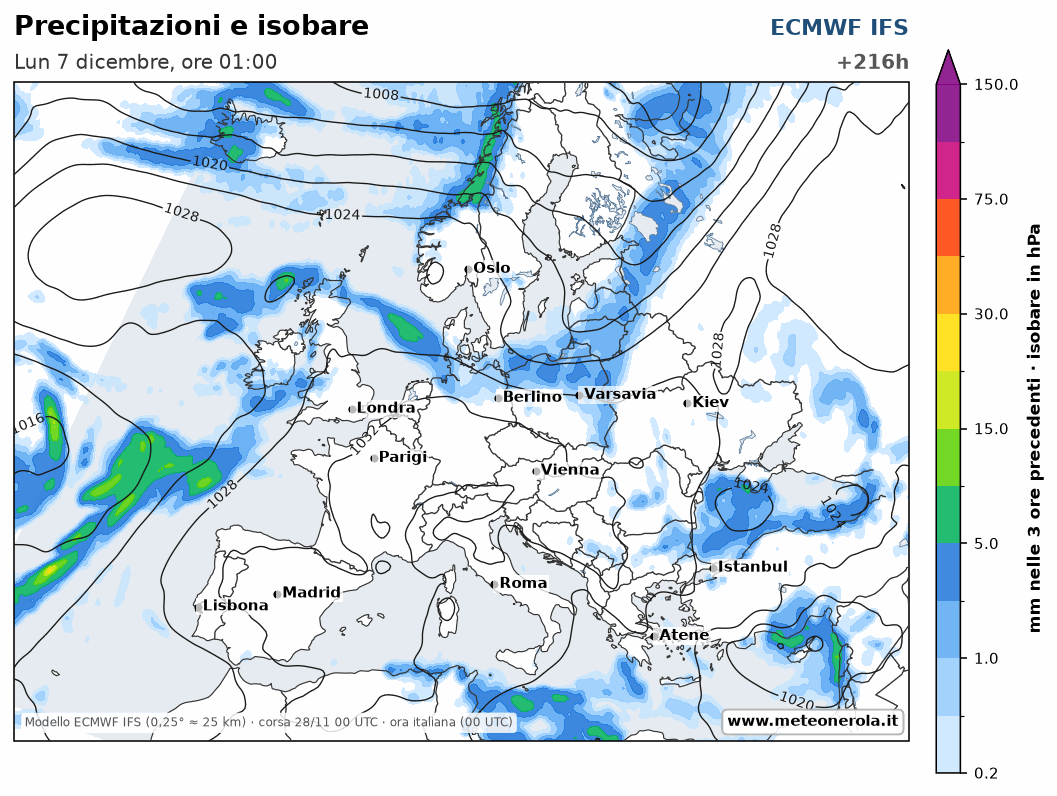 Precipitazioni e isobare
ECMWF IFS
Lun 7 dicembre, ore 01:00
+216h
1008
1020
1028
1024
1028
Oslo
1028
Berlino
Varsavia
Kiev
Londra
1016
1032
Parigi
Vienna
1028
1024
1024
Istanbul
Roma
Madrid
Lisbona
Atene
1020
Modello ECMWF IFS (0,25° ≈ 25 km) · corsa 28/11 00 UTC · ora italiana (00 UTC)
www.meteonerola.it
150.0
75.0
30.0
15.0
5.0
1.0
0.2
mm nelle 3 ore precedenti · isobare in hPa